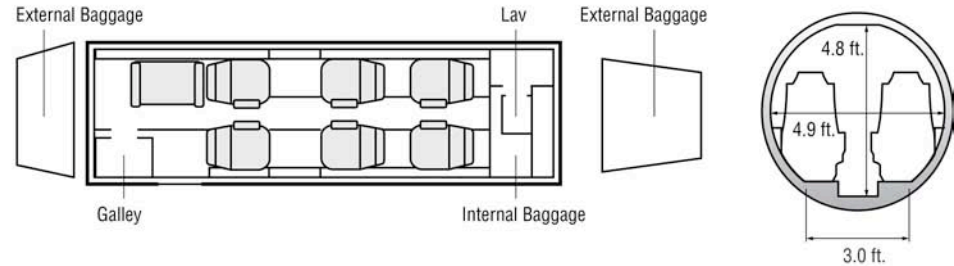 External Baggage
Lav
External Baggage
4.8 ft.
4.9 ft.
Galley
Internal Baggage
3.0 ft.